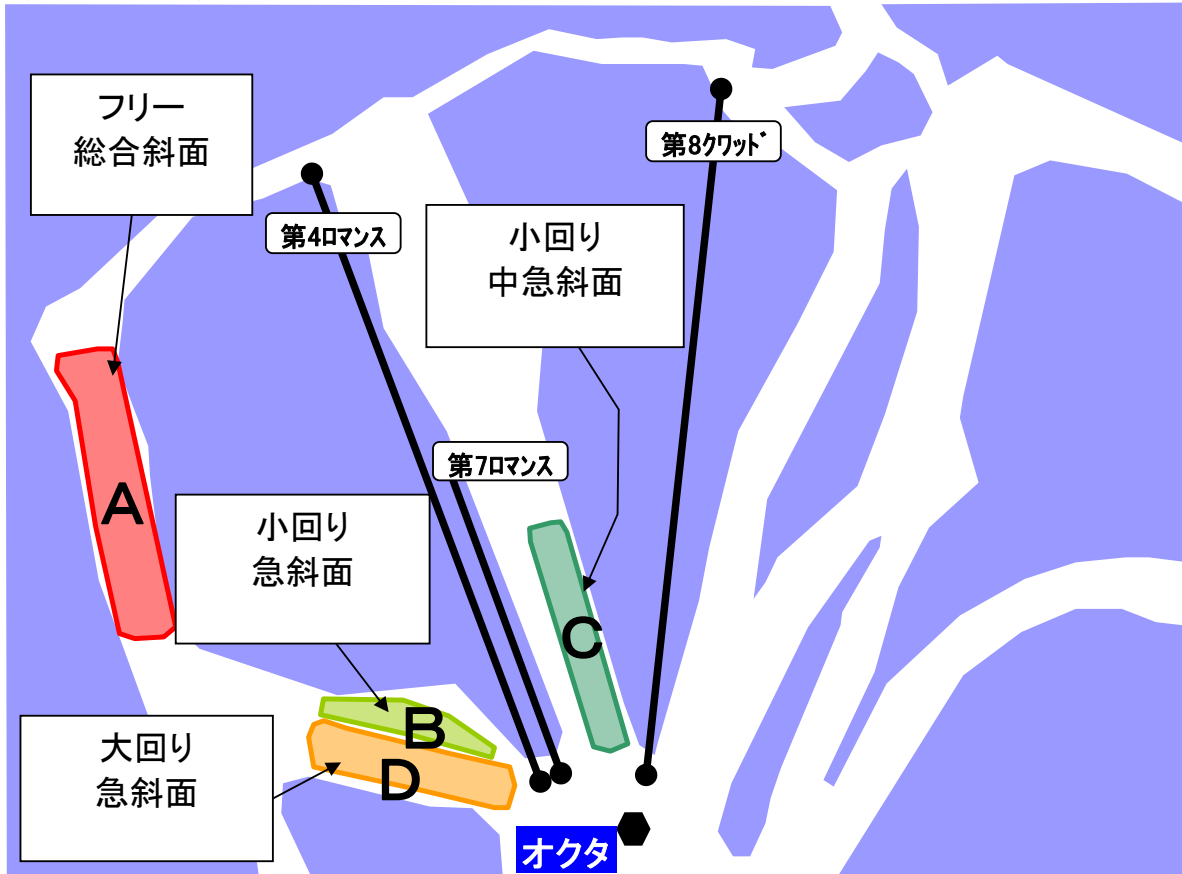 フリー
総合斜面
第8クワッド
第4ロマンス
小回り
中急斜面
第7ロマンス
A
小回り
急斜面
C
B
大回り
急斜面
D
オクタ